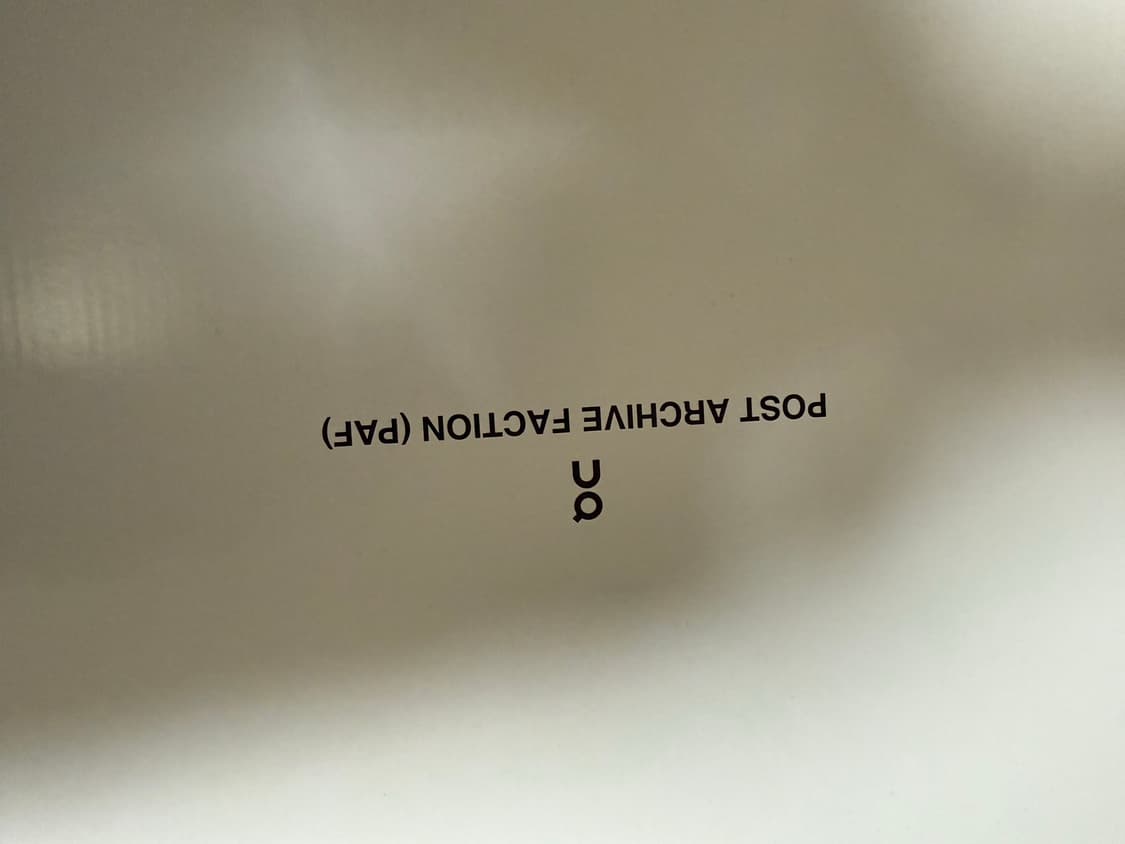 On
POST ARCHIVE FACTION (PAF)